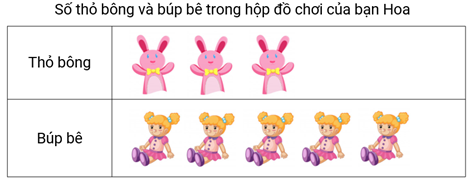 Số thỏ bông và búp bê trong hộp đồ chơi của bạn Hoa
Thỏ bông
Búp bê